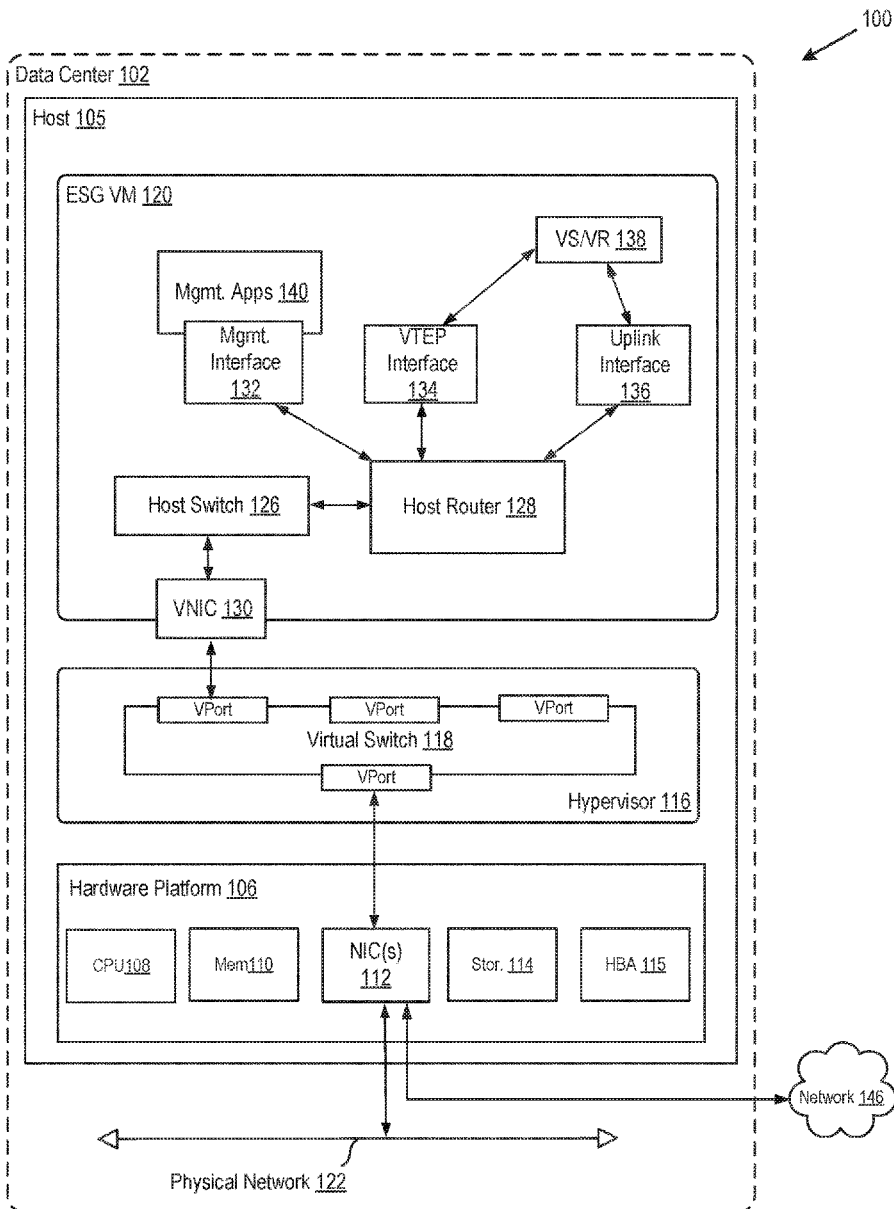 100
Data Center 102
Host 105
ESG VM 120
VS/VR 138
Mgmt. Apps 140
Mgmt.
Interface
132
VTEP
Interface
134
Uplink
Interface
136
Host Switch 126
Host Router 128
VNIC 130
VPort
VPort
VPort
Virtual Switch 118
VPort
Hypervisor 116
Hardware Platform 106
CPU108
Mem110
NIC(s)
112
Stor. 114
HBA 115
Network 146
Physical Network 122